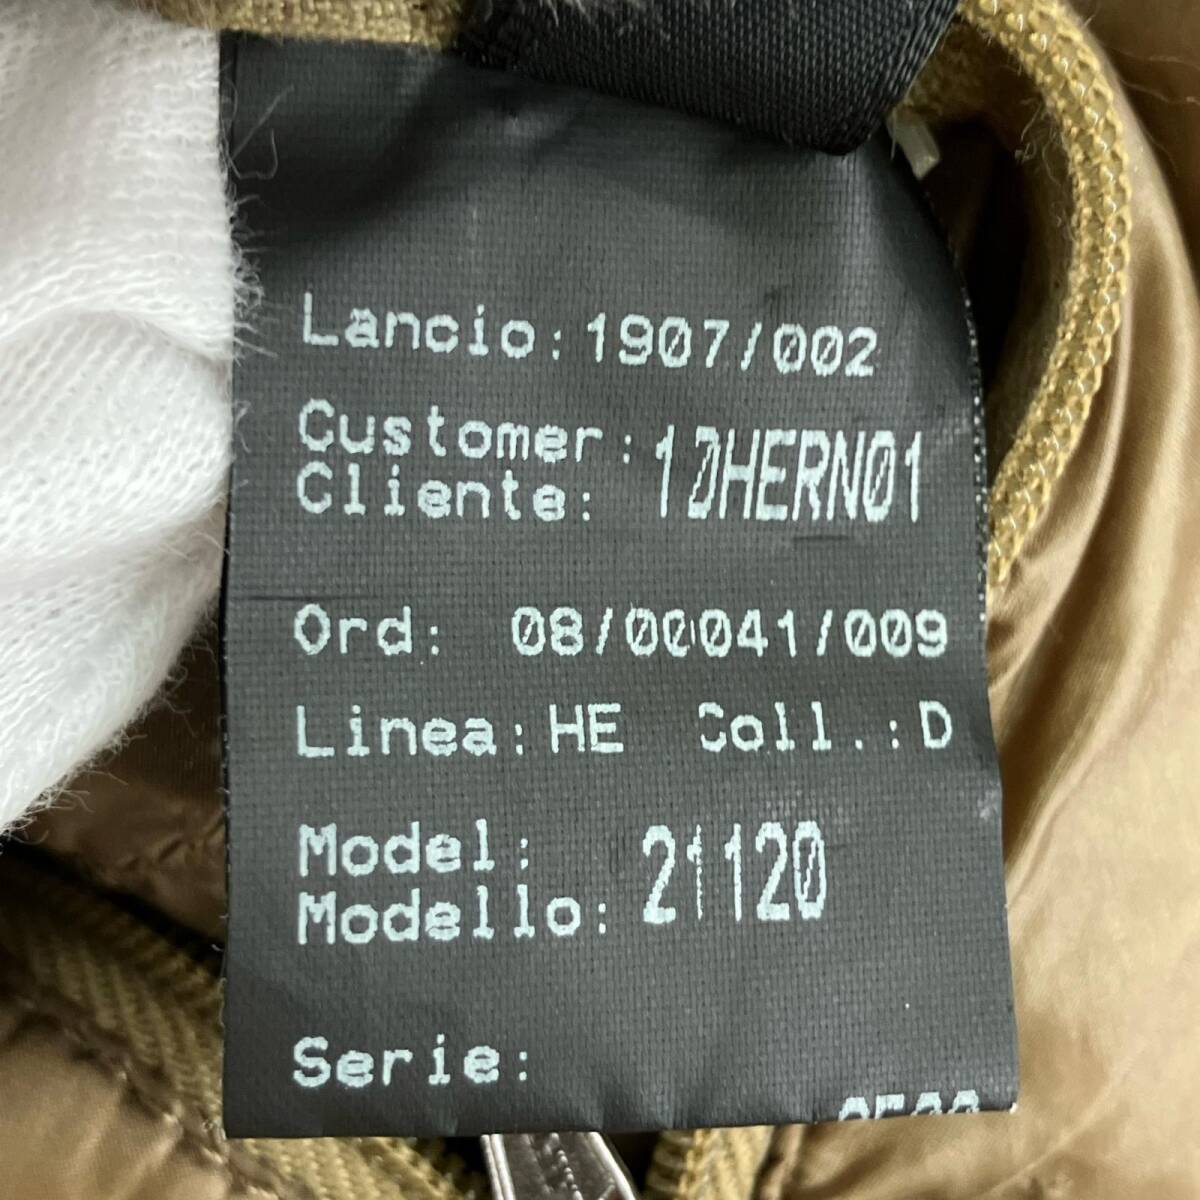 Lancio:1907/002
Customer:
Cliente: 1DHERN01
Ord: 08/00041/009
Linea:HE Coll.:D
Model:
Modello: 21120
Serie: